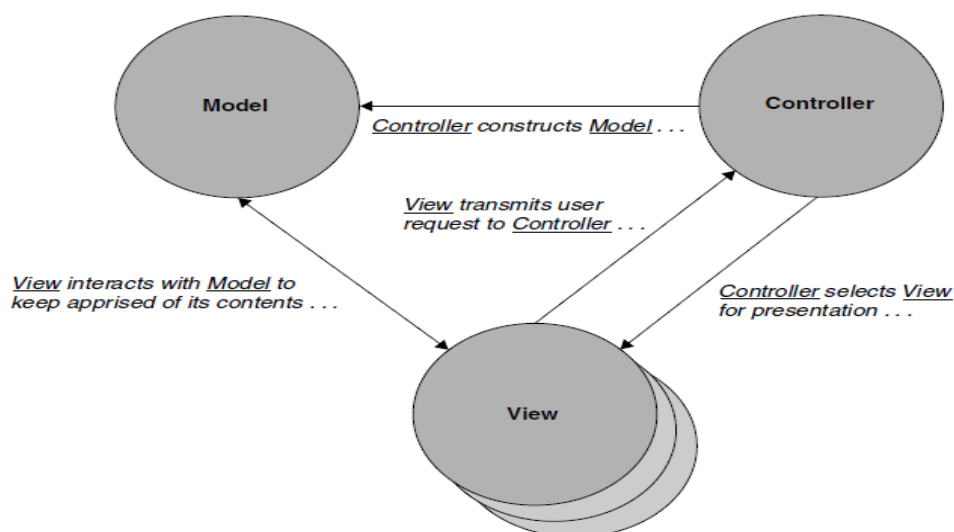 Model
Controller
Controller constructs Model . . .
View transmits user
request to Controller . . .
View interacts with Model to
keep apprised of its contents . . .
Controller selects View
for presentation . . .
View